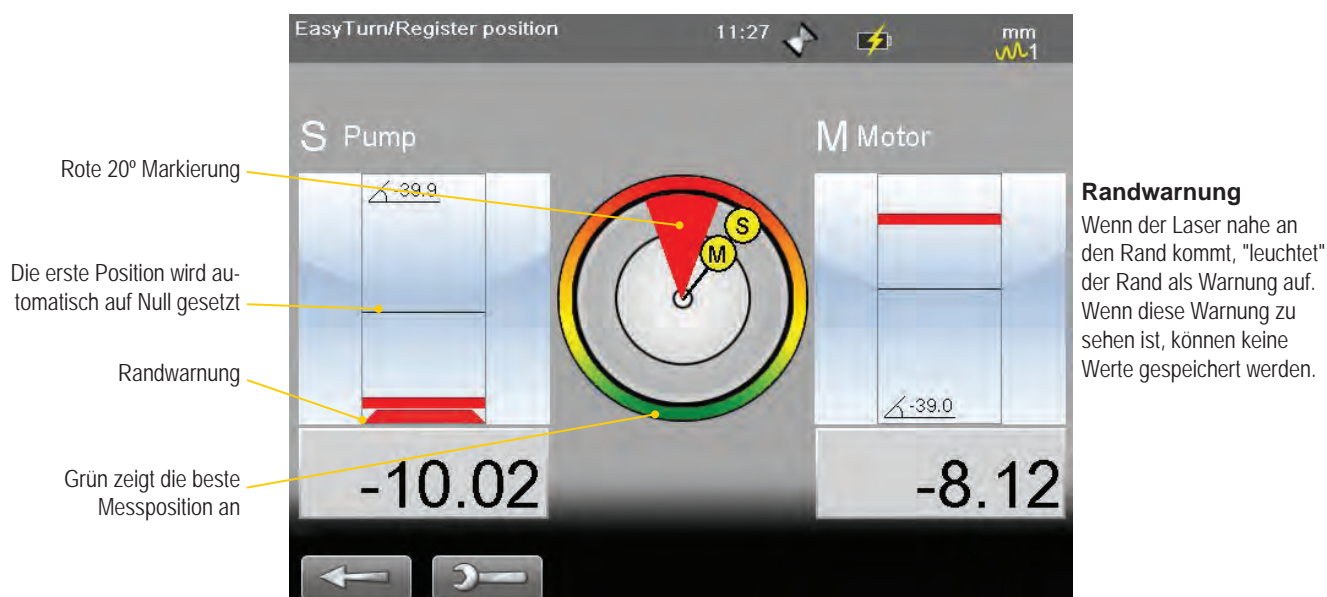 EasyTurn/Register position
11:27
mm
1
S Pump
M Motor
Rote 20º Markierung
-39.9
S
M
Die erste Position wird au-
tomatisch auf Null gesetzt
Randwarnung
-39.0
Grün zeigt die beste
Messposition an
-10.02
-8.12
Randwarnung
Wenn der Laser nahe an
den Rand kommt, "leuchtet"
der Rand als Warnung auf.
Wenn diese Warnung zu
sehen ist, können keine
Werte gespeichert werden.